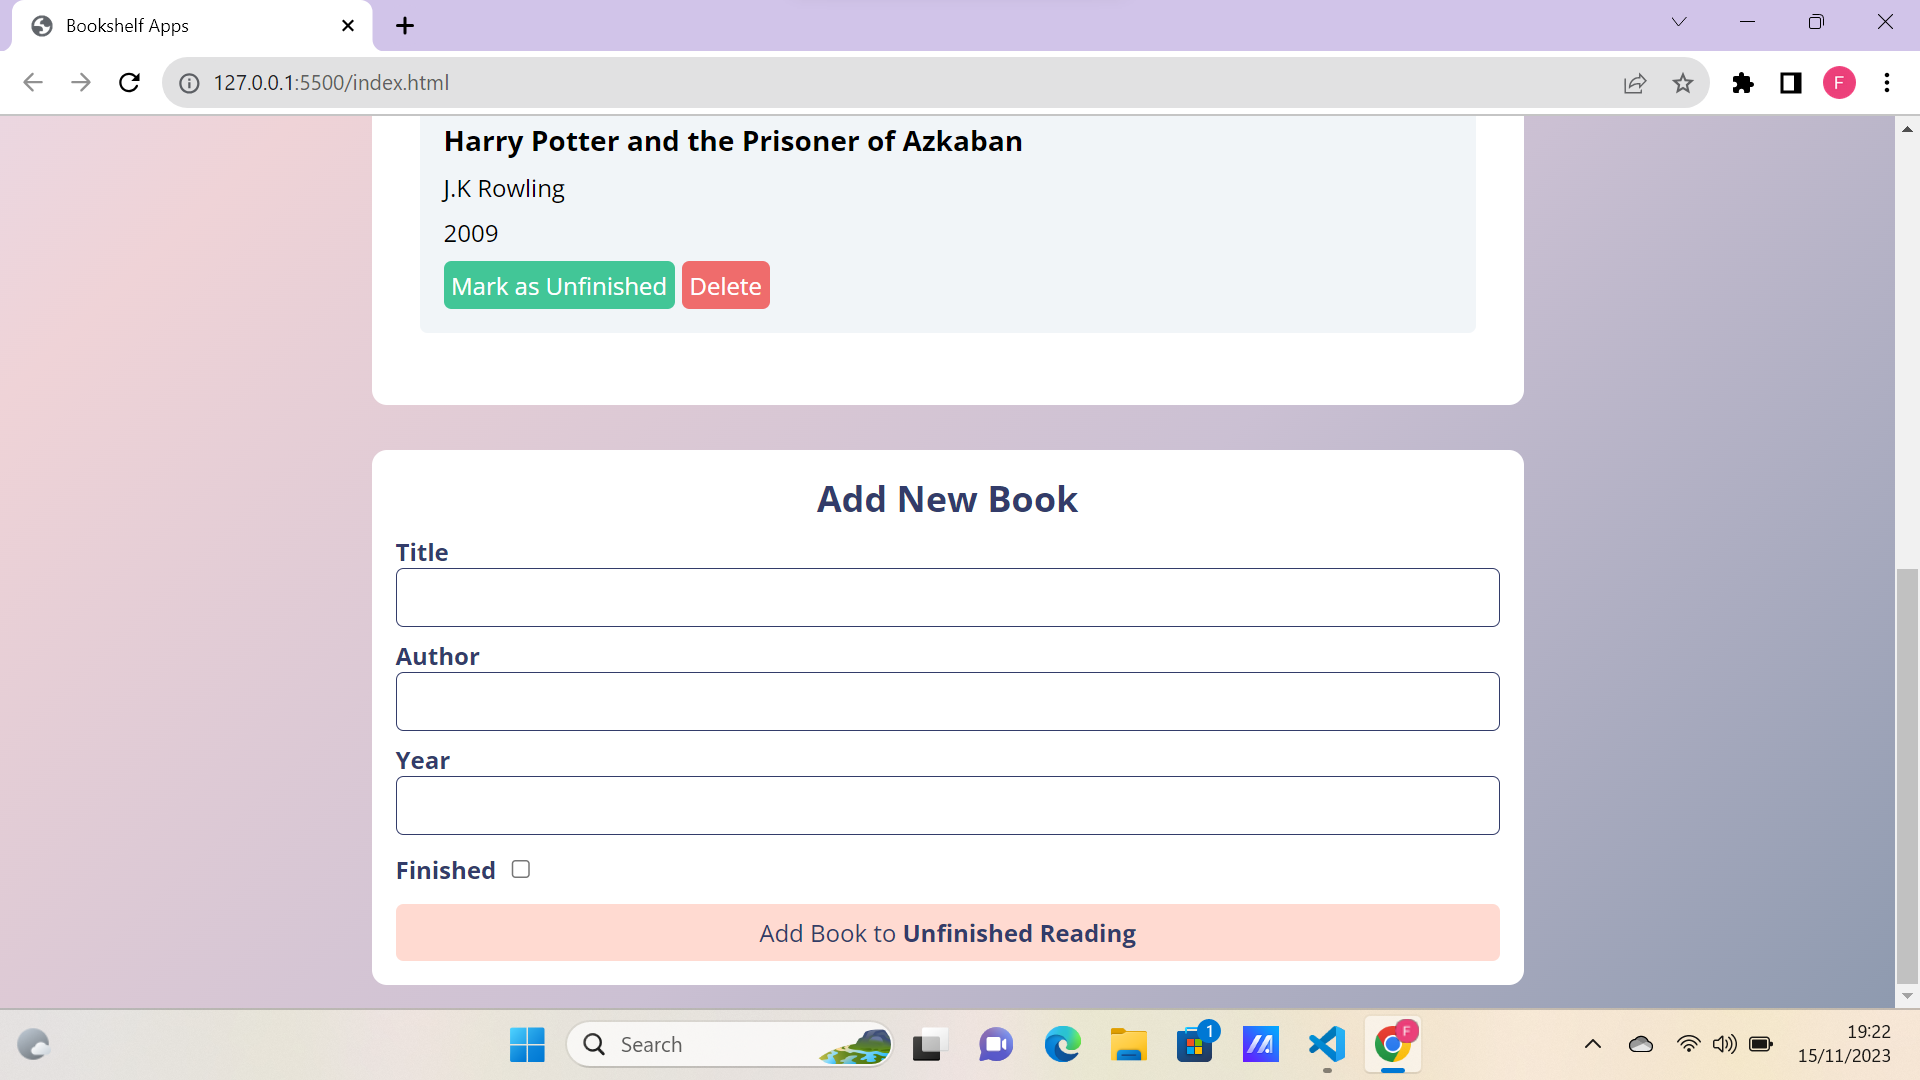 Bookshelf Apps
127.0.0.1:5500/index.html
F
Harry Potter and the Prisoner of Azkaban
J.K Rowling
2009
Mark as Unfinished Delete
Add New Book
Title
Author
Year
Finished
Add Book to Unfinished Reading
Search
1
F
19:22
15/11/2023